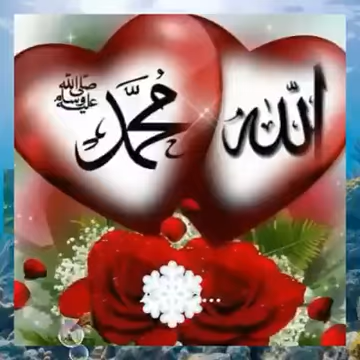 الله
محمد
صلى الله
عليه وسلم
...